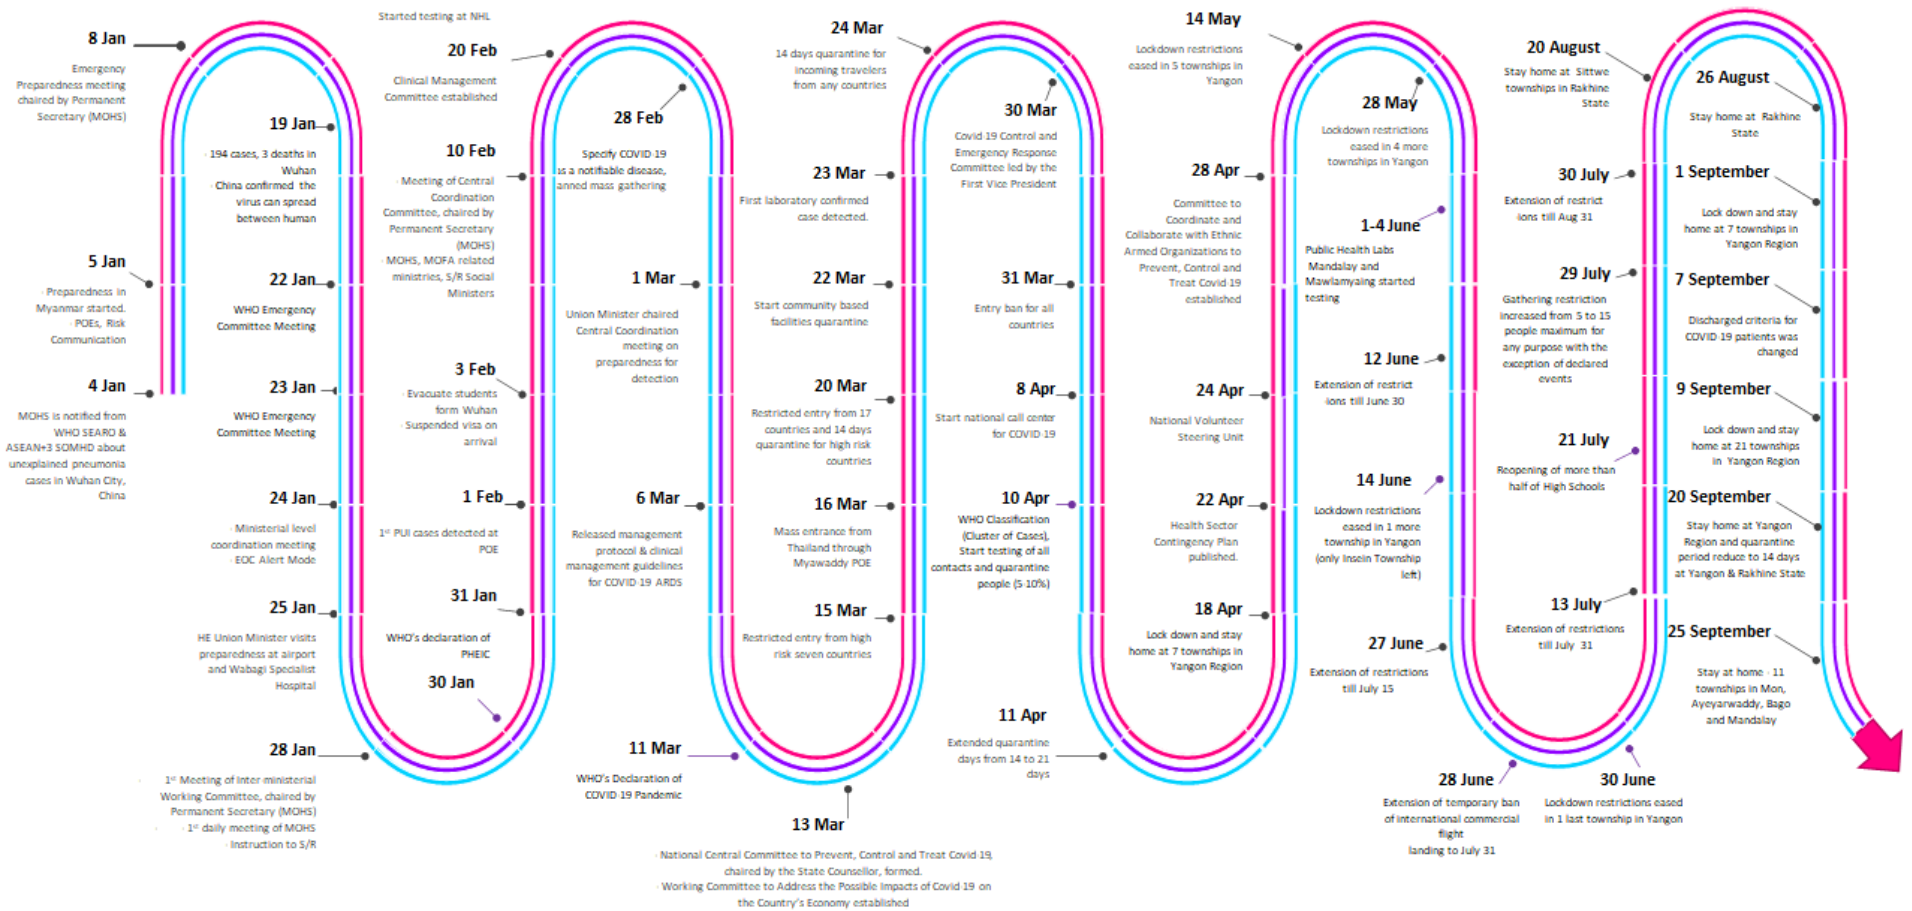 8 Jan
Emergency
Preparedness meeting
chaired by Permanent
Secretary (MOHS)
5 Jan
· Preparedness in
Myanmar started.
· POEs, Risk
Communication
4 Jan
MOHS is notified from
WHO SEARO &
ASEAN+3 SOMHD about
unexplained pneumonia
cases in Wuhan City,
China
19 Jan
· 194 cases, 3 deaths in
Wuhan
· China confirmed the
virus can spread
between human
22 Jan
WHO Emergency
Committee Meeting
23 Jan
WHO Emergency
Committee Meeting
24 Jan
· Ministerial level
coordination meeting
· EOC Alert Mode
25 Jan
HE Union Minister visits
preparedness at airport
and Wabagi Specialist
Hospital
28 Jan
· 1st Meeting of Inter ministerial
Working Committee, chaired by
Permanent Secretary (MOHS)
· 1st daily meeting of MOHS
· Instruction to S/R
Started testing at NHL
20 Feb
Clinical Management
Committee established
10 Feb
· Meeting of Central
Coordination
Committee, chaired by
Permanent Secretary
(MOHS)
· MOHS, MOFA related
ministries, S/R Social
Ministers
3 Feb
· Evacuate students
form Wuhan
· Suspended visa on
arrival
1 Feb
1st PUI cases detected at
POE
31 Jan
WHO's declaration of
PHEIC
30 Jan
28 Feb
Specify COVID 19
as a notifiable disease,
anned mass gathering
1 Mar
Union Minister chaired
Central Coordination
meeting on
preparedness for
detection
6 Mar
Released management
protocol & clinical
management guidelines
for COVID 19 ARDS
11 Mar
WHO's Declaration of
COVID 19 Pandemic
13 Mar
· National Central Committee to Prevent, Control and Treat Covid 19,
chaired by the State Counsellor, formed.
· Working Committee to Address the Possible Impacts of Covid 19 on
the Country's Economy established
24 Mar
14 days quarantine for
incoming travelers
from any countries
23 Mar
First laboratory confirmed
case detected.
22 Mar
Start community based
facilities quarantine
20 Mar
Restricted entry from 17
countries and 14 days
quarantine for high risk
countries
16 Mar
Mass entrance from
Thailand through
Myawaddy POE
15 Mar
Restricted entry from high
risk seven countries
30 Mar
Covid 19 Control and
Emergency Response
Committee led by the
First Vice President
31 Mar
Entry ban for all
countries
8 Apr
Start national call center
for COVID 19
10 Apr
WHO Classification
(Cluster of Cases),
Start testing of all
contacts and quarantine
people (5 10%)
11 Apr
Extended quarantine
days from 14 to 21
days
14 May
Lockdown restrictions
eased in 5 townships in
Yangon
28 Apr
Committee to
Coordinate and
Collaborate with Ethnic
Armed Organizations to
Prevent, Control and
Treat Covid 19
established
24 Apr
National Volunteer
Steering Unit
22 Apr
Health Sector
Contingency Plan
published.
18 Apr
Lock down and stay
home at 7 townships in
Yangon Region
28 May
Lockdown restrictions
eased in 4 more
townships in Yangon
1-4 June
Public Health Labs
Mandalay and
Mawlamyaing started
testing
12 June
Extension of restrict
ions till June 30
14 June
Lockdown restrictions
eased in 1 more
township in Yangon
(only Insein Township
left)
27 June
Extension of restrictions
till July 15
28 June
Extension of temporary ban
of international commercial
flight
landing to July 31
30 June
Lockdown restrictions eased
in 1 last township in Yangon
20 August
Stay home at Sittwe
townships in Rakhine
State
30 July
Extension of restrict
ions till Aug 31
29 July
Gathering restriction
increased from 5 to 15
people maximum for
any purpose with the
exception of declared
events
21 July
Reopening of more than
half of High Schools
13 July
Extension of restrictions
till July 31
26 August
Stay home at Rakhine
State
1 September
Lock down and stay
home at 7 townships in
Yangon Region
7 September
Discharged criteria for
COVID 19 patients was
changed
9 September
Lock down and stay
home at 21 townships
in Yangon Region
20 September
Stay home at Yangon
Region and quarantine
period reduce to 14 days
at Yangon & Rakhine State
25 September
Stay at home · 11
townships in Mon,
Ayeyarwaddy, Bago
and Mandalay